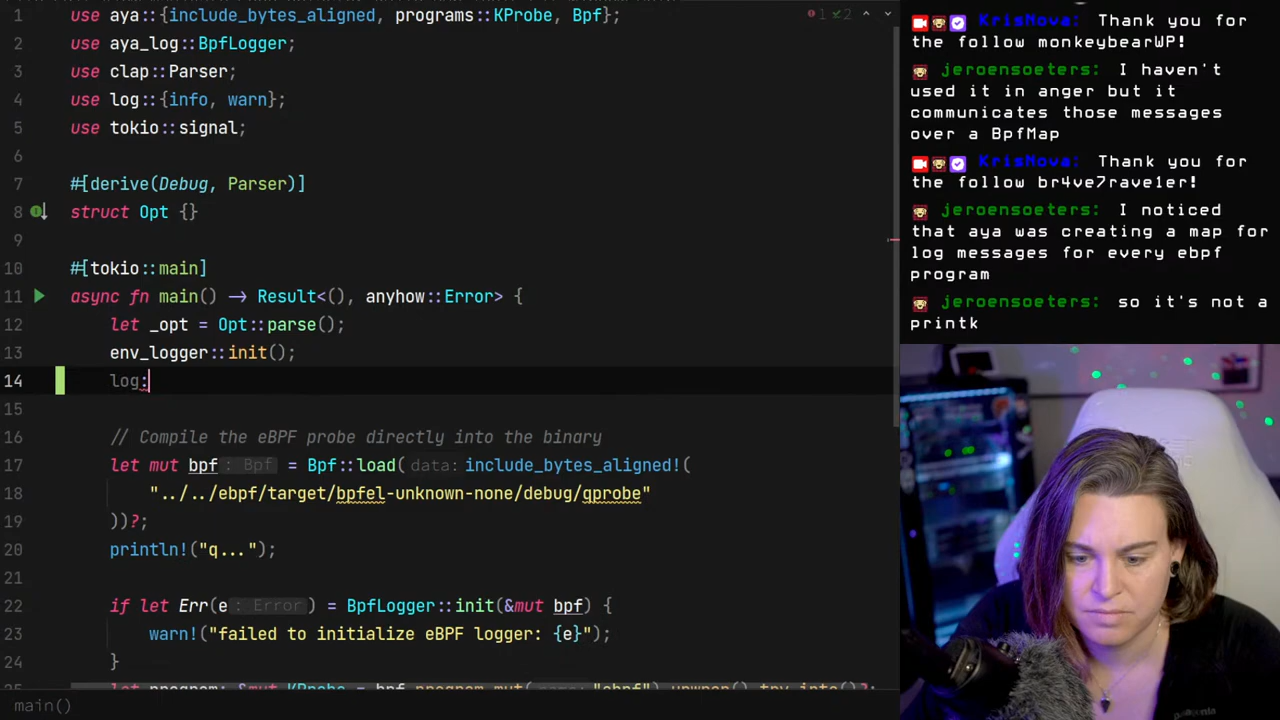 1 use aya::{include_bytes_aligned, programs::KProbe, Bpf};
2 use aya_log::BpfLogger;
3 use clap::Parser;
4 use log::{info, warn};
5 use tokio::signal;
6
7 #[derive(Debug, Parser)]
8 struct Opt {}
9
10 #[tokio::main]
11 async fn main() → Result<(), anyhow::Error> {
12 let _opt = Opt::parse();
13 env_logger::init();
14 log:
15
16 // Compile the eBPF probe directly into the binary
17 let mut bpf : Bpf = Bpf::load( data: include_bytes_aligned!(
18 "../../ebpf/target/bpfel-unknown-none/debug/qprobe"
19 ))?;
20 println!("q...");
21
22 if let Err(e : Error ) = BpfLogger::init(&mut bpf) {
23 warn!("failed to initialize eBPF logger: {e}");
24 }
main()
1 2
KrisNova: Thank you for
the follow monkeybearWP!
jeroensoeters: I haven't
used it in anger but it
communicates those messages
over a BpfMap
KrisNova: Thank you for
the follow br4ve7rave1er!
jeroensoeters: I noticed
that aya was creating a map for
log messages for every ebpf
program
jeroensoeters: so it's not a
printk